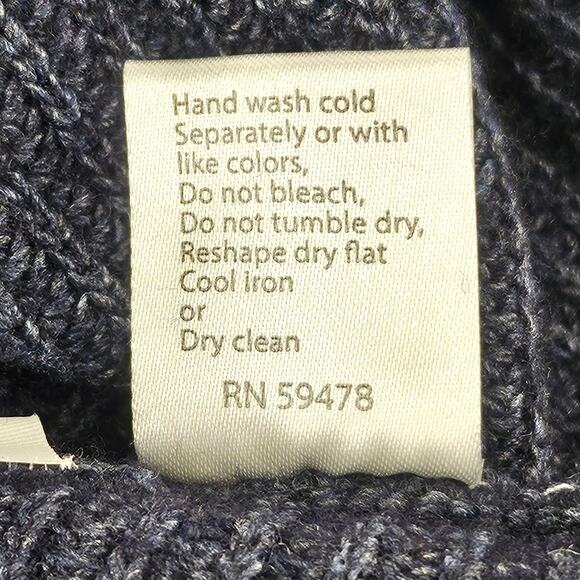 Hand wash cold
Separately or with
like colors,
Do not bleach,
Do not tumble dry,
Reshape dry flat
Cool iron
or
Dry clean
RN 59478